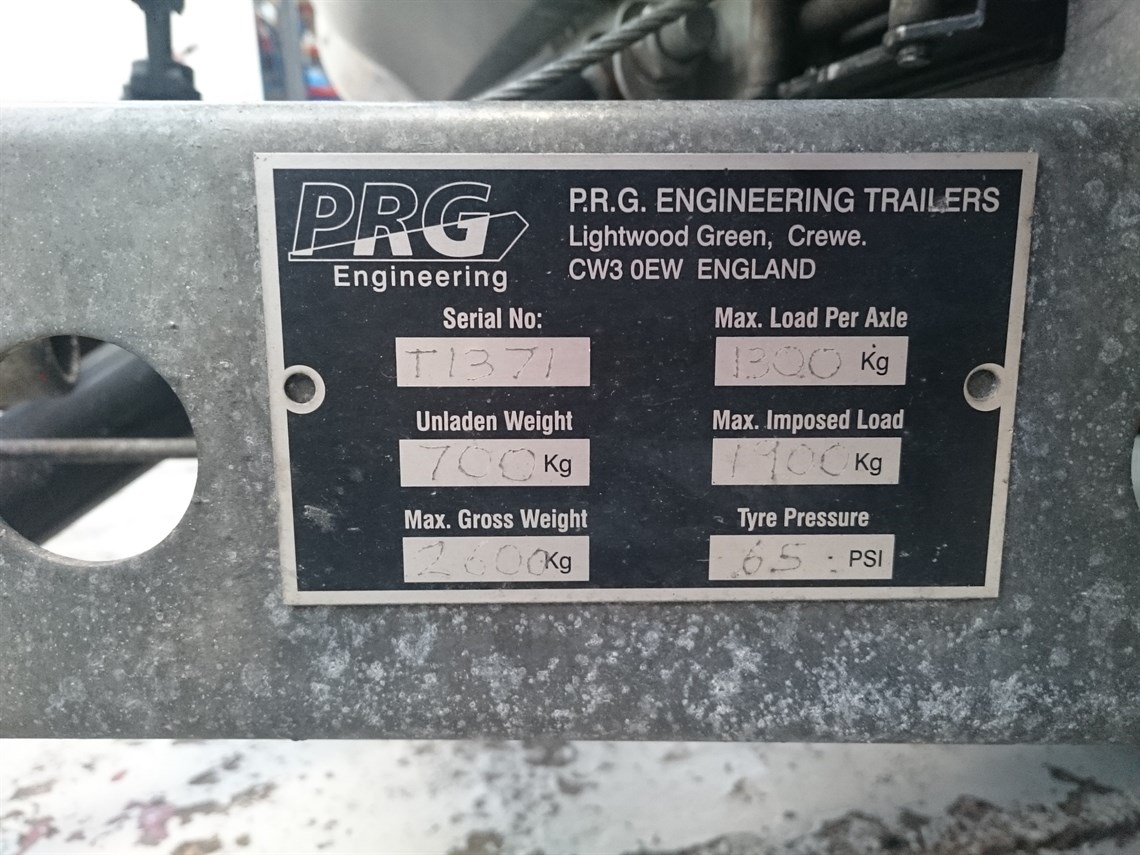 PRG
Engineering
P.R.G. ENGINEERING TRAILERS
Lightwood Green, Crewe.
CW3 0EW ENGLAND
Serial No:
T1371
Max. Load Per Axle
1300 Kg
Unladen Weight
700 Kg
Max. Imposed Load
1900 Kg
Max. Gross Weight
2600 Kg
Tyre Pressure
65 PSI